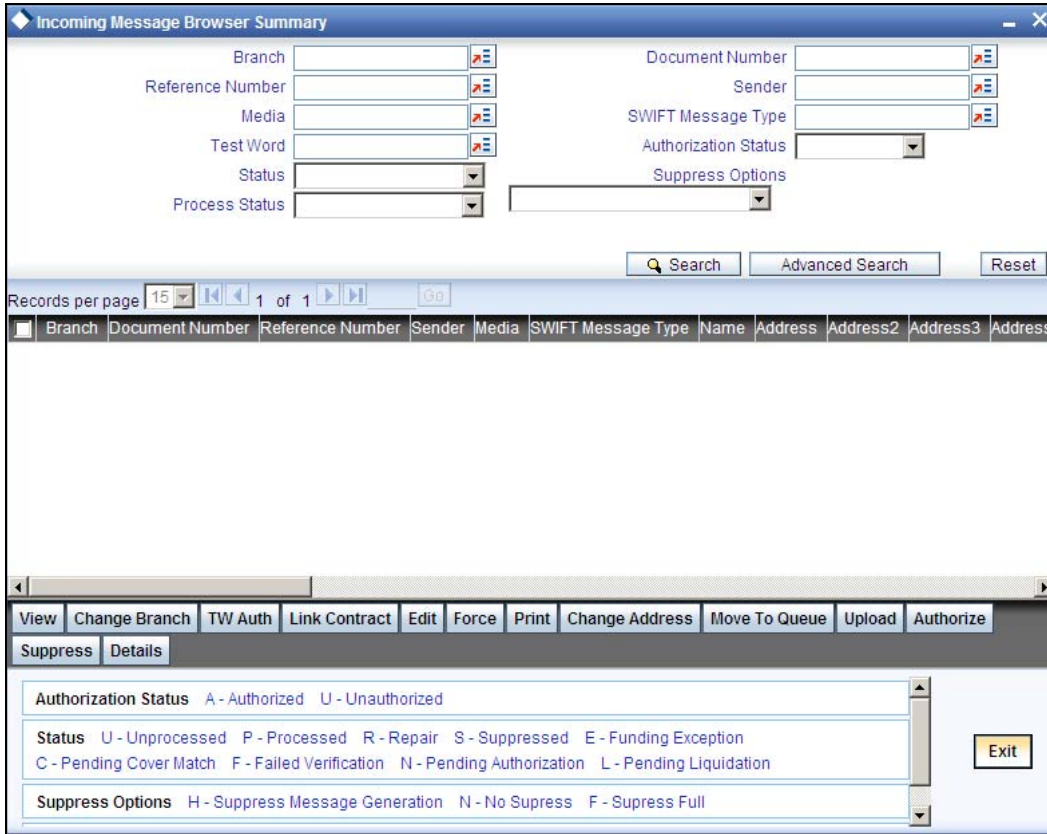 Incoming Message Browser Summary
Branch Document Number
Reference Number Sender
Media SWIFT Message Type
Test Word Authorization Status
Status Suppress Options
Process Status
Search Advanced Search Reset
Records per page 15 1 of 1 Go
Branch Document Number Reference Number Sender Media SWIFT Message Type Name Address Address2 Address3 Address
View Change Branch TW Auth Link Contract Edit Force Print Change Address Move To Queue Upload Authorize
Suppress Details
Authorization Status A - Authorized U - Unauthorized
Status U - Unprocessed P - Processed R - Repair S - Suppressed E - Funding Exception
C - Pending Cover Match F - Failed Verification N - Pending Authorization L - Pending Liquidation
Exit
Suppress Options H - Suppress Message Generation N - No Supress F - Supress Full